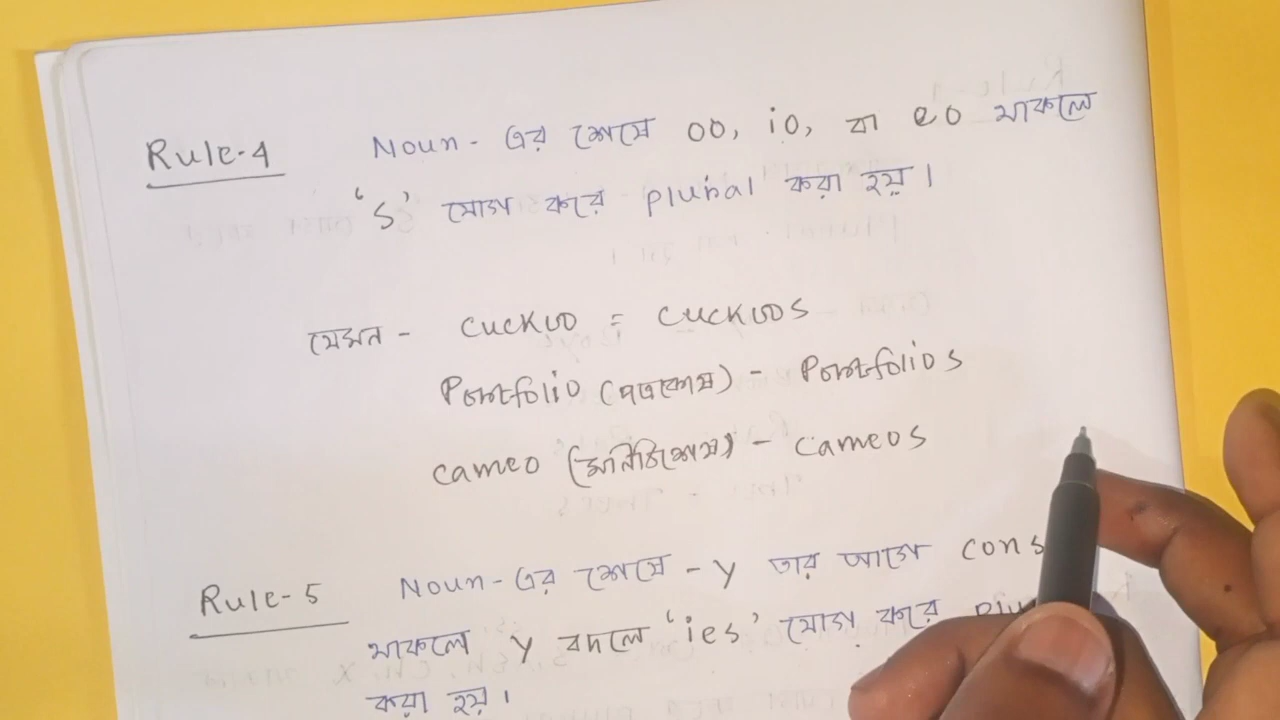 Rule-4 Noun-এর শেষে oo, io, বা eo থাকলে
's' যোগ করে plural করা হয়।
যেমন - cuckoo = cuckoos
Portfolio (পত্রকোষ) - Portfolios
cameo - cameos
Rule-5 Noun-এর শেষে -y তার আগে cons
থাকলে y বদলে 'ies' যোগ করে plu
করা হয়।